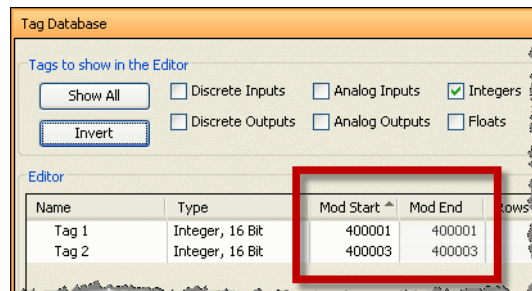 Tag Database
Tags to show in the Editor
Show All Discrete Inputs Analog Inputs Integers
Invert Discrete Outputs Analog Outputs Floats
Editor
Name Type Mod Start Mod End Rows
Tag 1 Integer, 16 Bit 400001 400001
Tag 2 Integer, 16 Bit 400003 400003